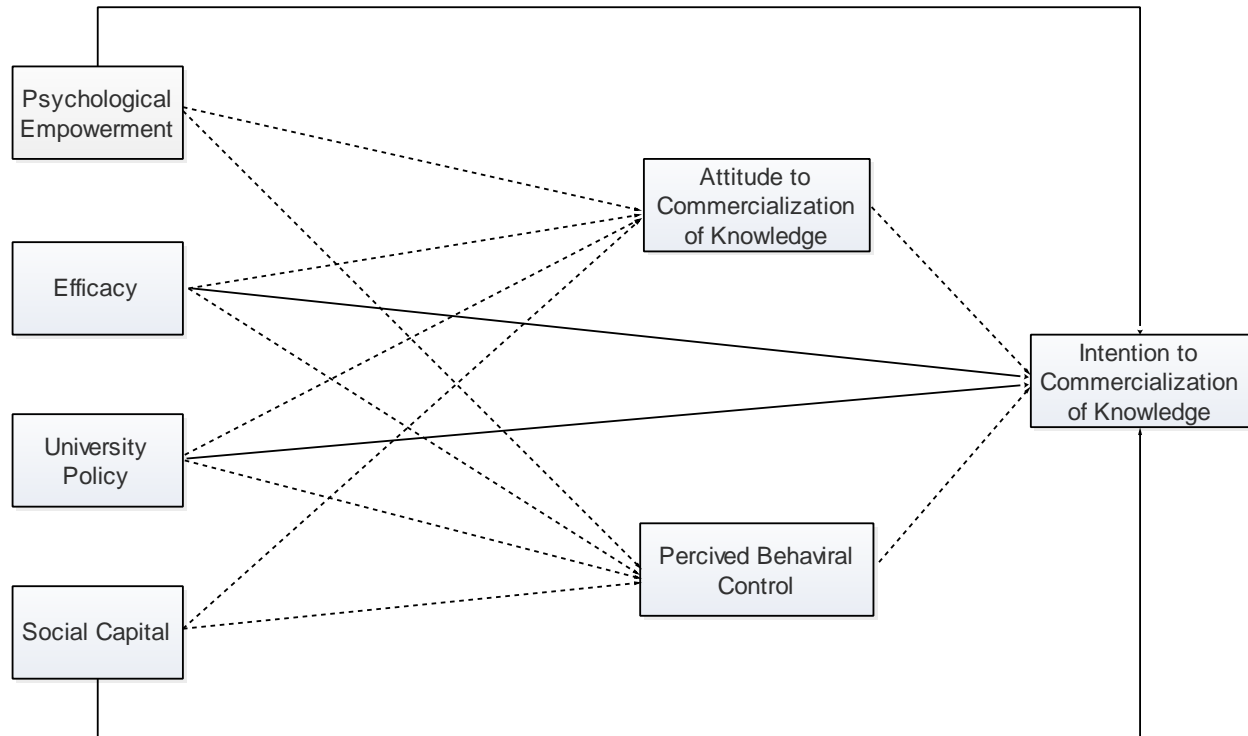 Psychological
Empowerment
Efficacy
University
Policy
Social Capital
Attitude to
Commercialization
of Knowledge
Percived Behaviral
Control
Intention to
Commercialization
of Knowledge